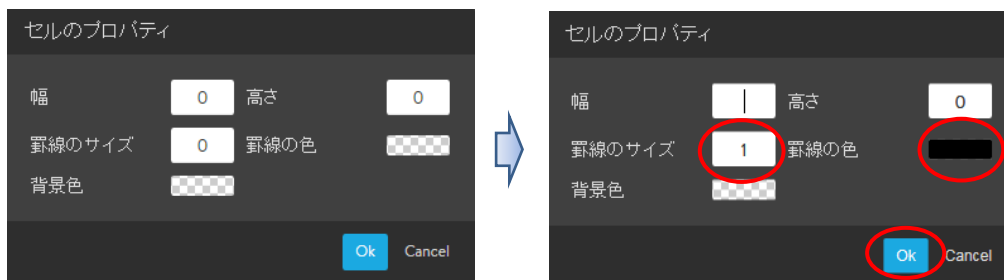 セルのプロパティ
幅 0 高さ 0
罫線のサイズ 0 罫線の色
背景色
Ok Cancel
セルのプロパティ
幅 高さ 0
罫線のサイズ 1 罫線の色
背景色
Ok Cancel